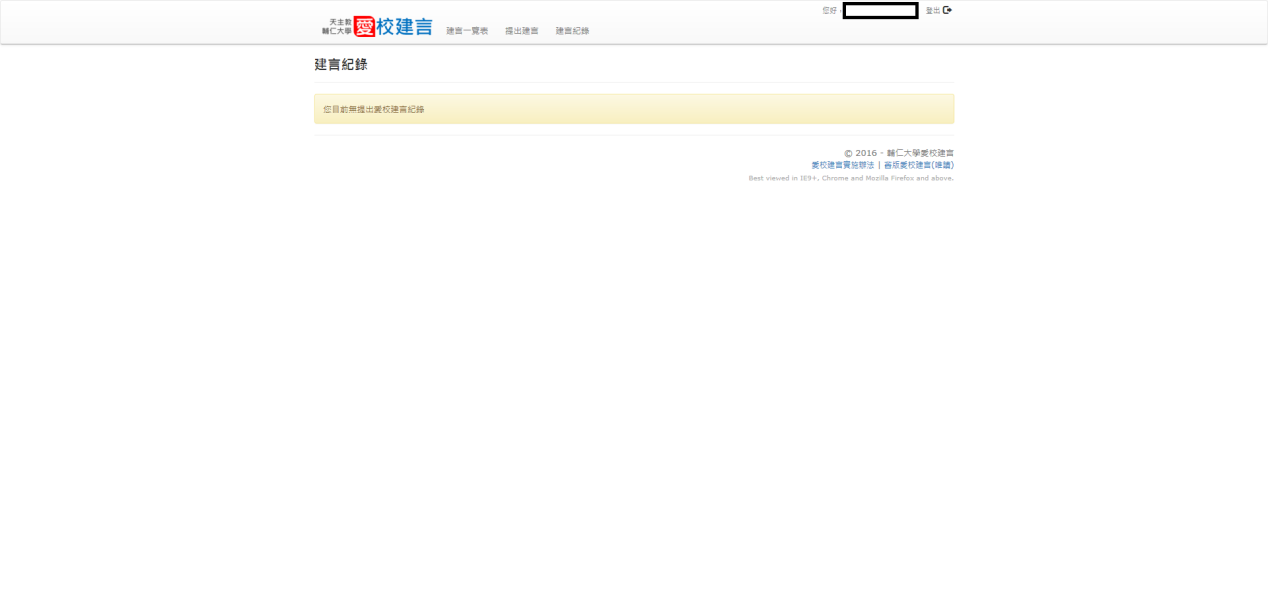 您好，
登出
天主教
輔仁大學 愛校建言
建言一覽表 提出建言 建言紀錄
建言紀錄
您目前無提出愛校建言紀錄
© 2016 - 輔仁大學愛校建言
愛校建言實施辦法 | 舊版愛校建言(唯讀)
Best viewed in IE9+, Chrome and Mozilla Firefox and above.